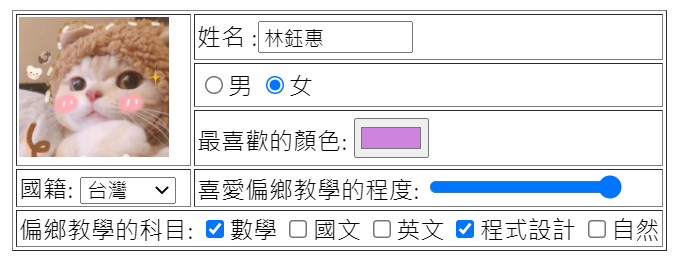 姓名 :林鈺惠
男 女
最喜歡的顏色:
國籍: 台灣
喜愛偏鄉教學的程度:
偏鄉教學的科目: 數學 國文 英文 程式設計 自然